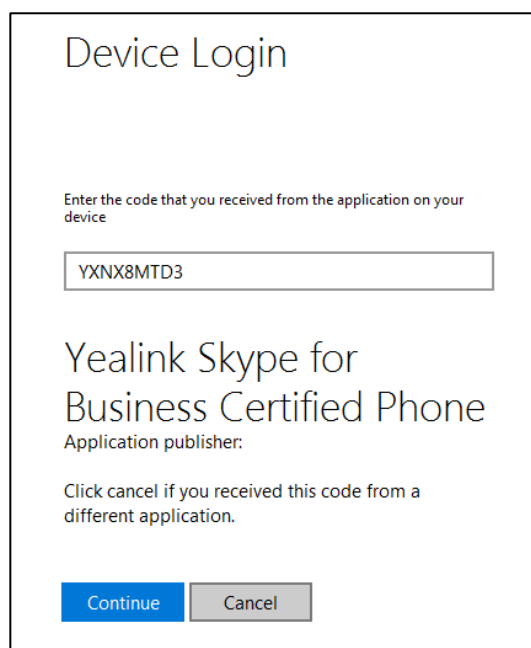 Device Login
Enter the code that you received from the application on your
device
YXNX8MTD3
Yealink Skype for
Business Certified Phone
Application publisher:
Click cancel if you received this code from a
different application.
Continue
Cancel